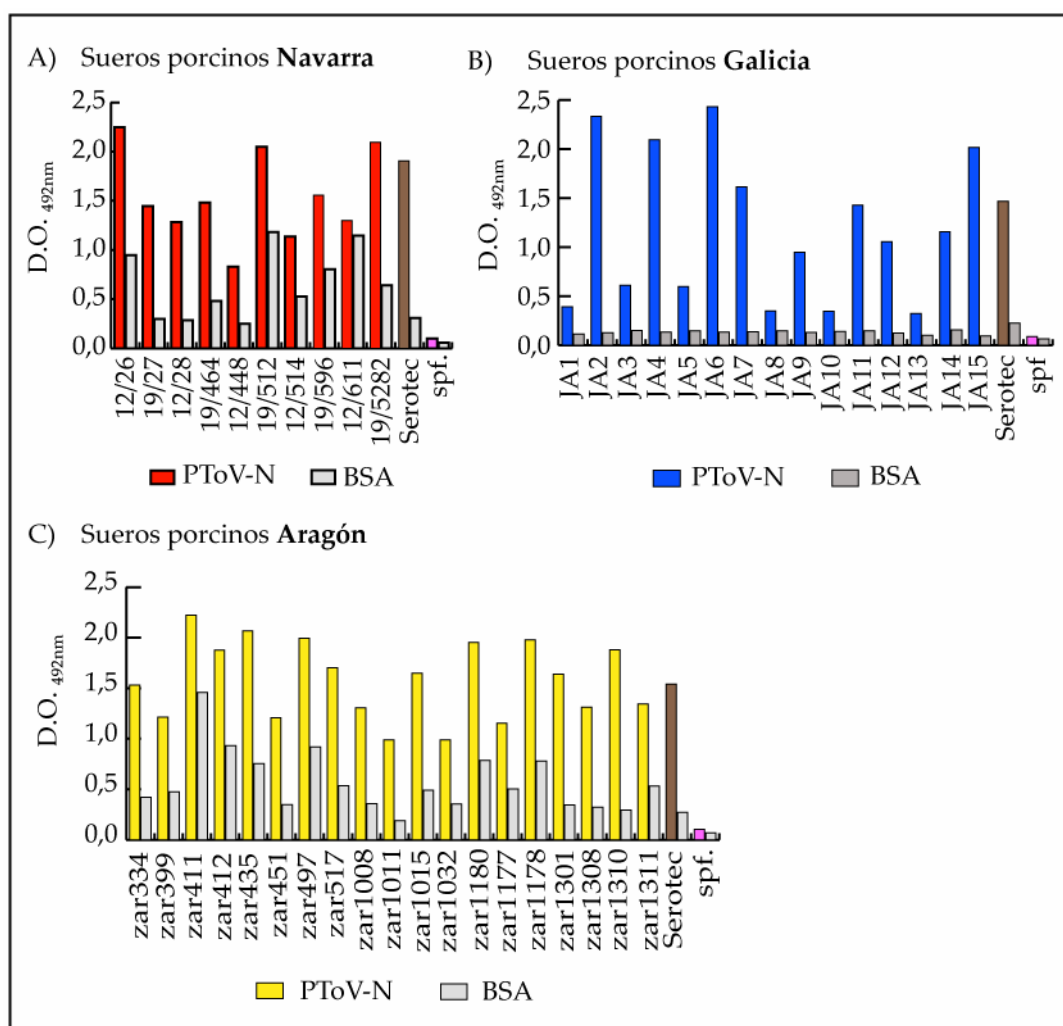 A) Sueros porcinos Navarra
D.O. 492nm
2,5
2,0
1,5
1,0
0,5
0,0
12/26
19/27
12/28
19/464
12/448
19/512
12/514
19/596
12/611
19/5282
Serotec
spf.
PToV-N BSA
B) Sueros porcinos Galicia
D.O. 492nm
2,5
2,0
1,5
1,0
0,5
0,0
JA1
JA2
JA3
JA4
JA5
JA6
JA7
JA8
JA9
JA10
JA11
JA12
JA13
JA14
JA15
Serotec
spf
PToV-N BSA
C) Sueros porcinos Aragón
D.O. 492nm
2,5
2,0
1,5
1,0
0,5
0,0
zar334
zar399
zar411
zar412
zar435
zar451
zar497
zar517
zar1008
zar1011
zar1015
zar1032
zar1180
zar1177
zar1178
zar1301
zar1308
zar1310
zar1311
Serotec
spf.
PToV-N BSA